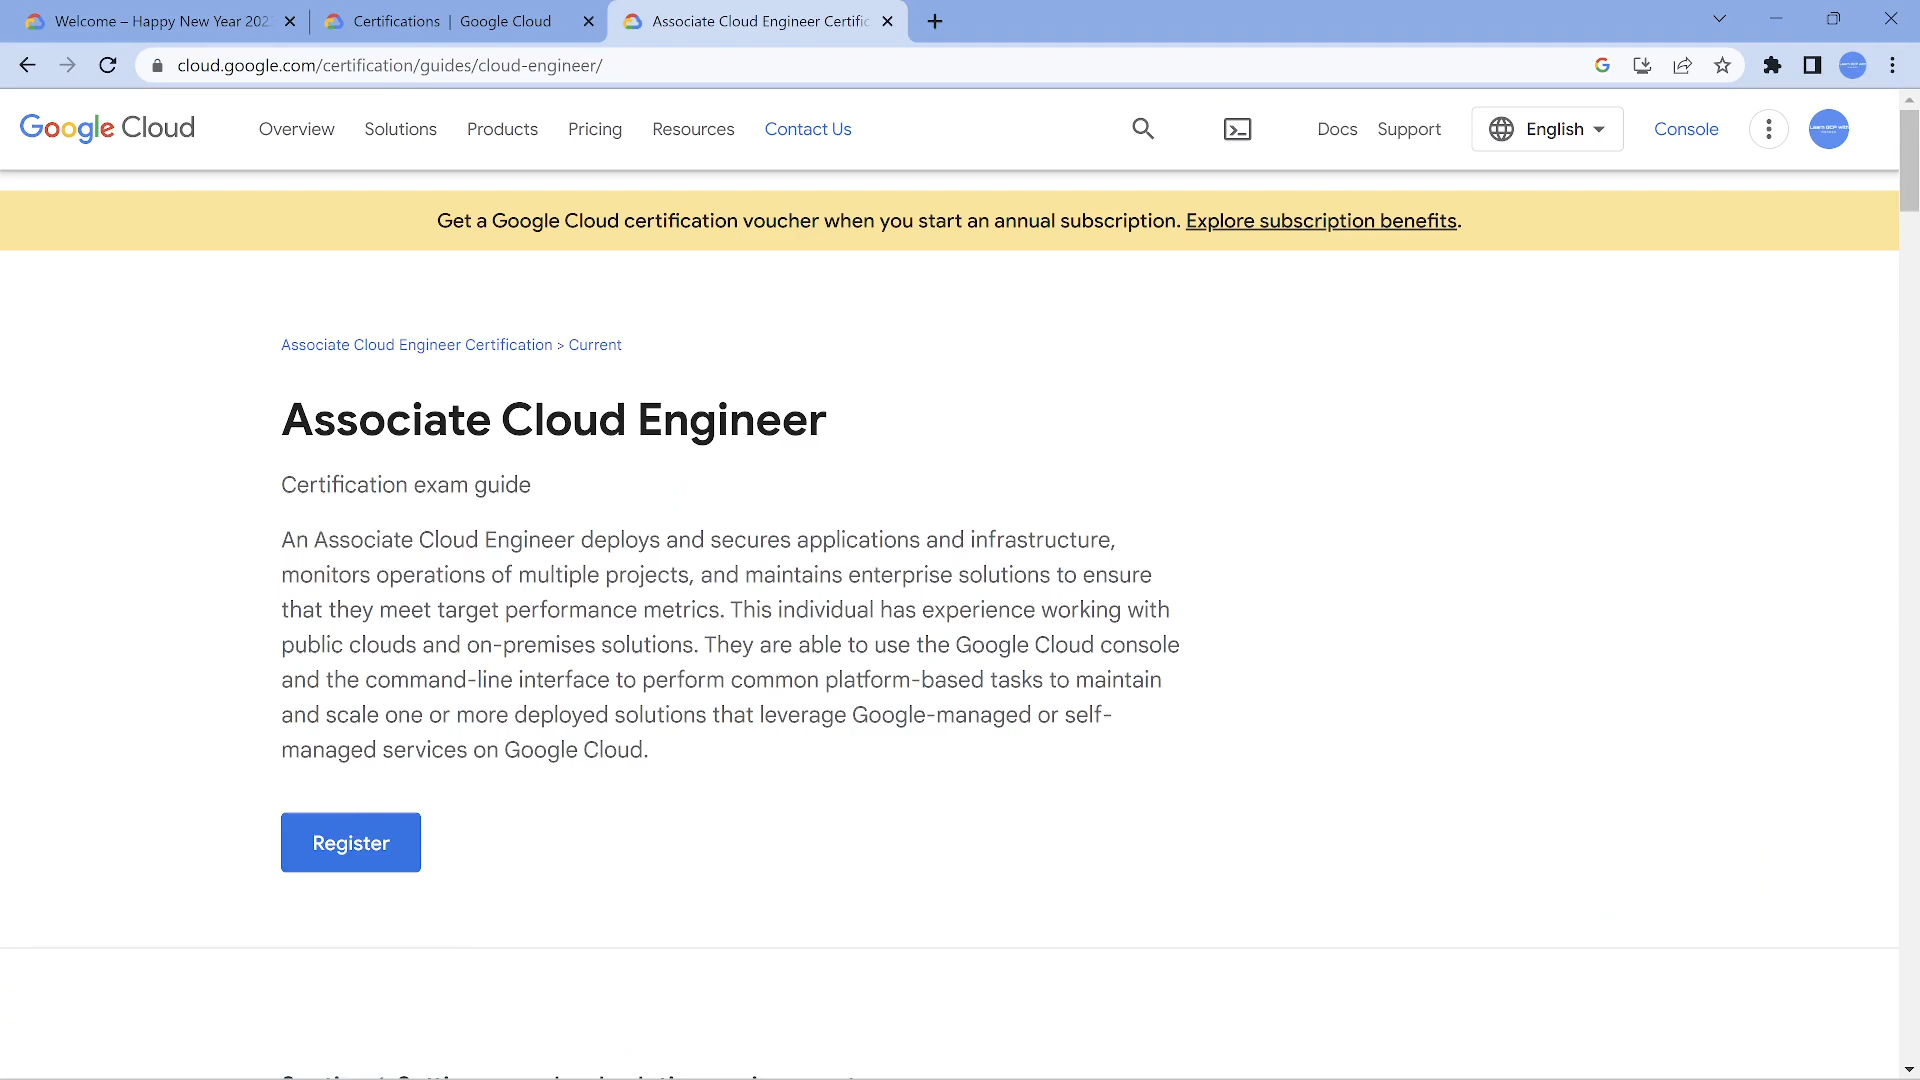 Welcome – Happy New Year 202
Certifications | Google Cloud
Associate Cloud Engineer Certific
cloud.google.com/certification/guides/cloud-engineer/
Google Cloud
Overview
Solutions
Products
Pricing
Resources
Contact Us
Docs
Support
English
Console
Get a Google Cloud certification voucher when you start an annual subscription. Explore subscription benefits.
Associate Cloud Engineer Certification > Current
Associate Cloud Engineer
Certification exam guide
An Associate Cloud Engineer deploys and secures applications and infrastructure,
monitors operations of multiple projects, and maintains enterprise solutions to ensure
that they meet target performance metrics. This individual has experience working with
public clouds and on-premises solutions. They are able to use the Google Cloud console
and the command-line interface to perform common platform-based tasks to maintain
and scale one or more deployed solutions that leverage Google-managed or self-
managed services on Google Cloud.
Register